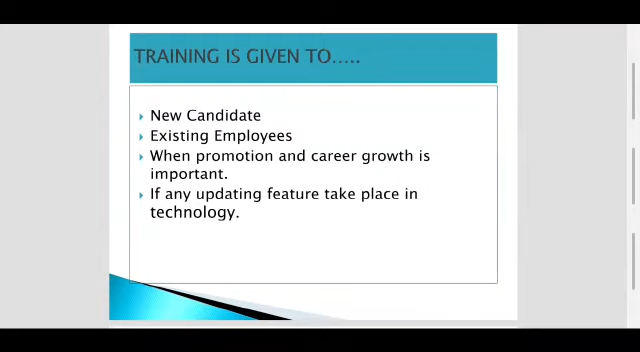 TRAINING IS GIVEN TO.....
New Candidate
Existing Employees
When promotion and career growth is
important.
If any updating feature take place in
technology.